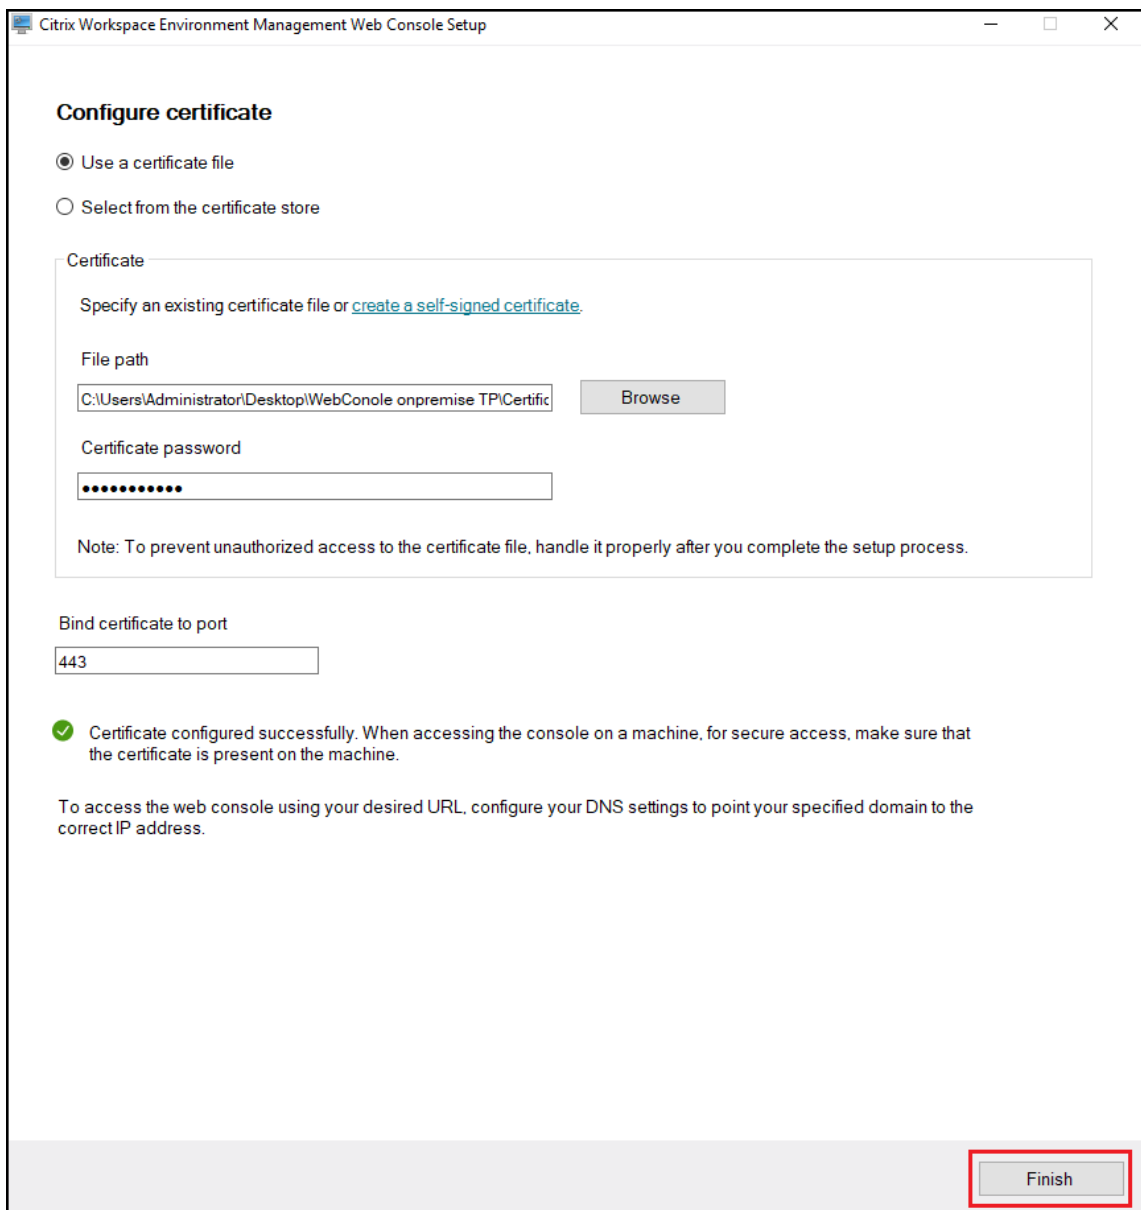 Citrix Workspace Environment Management Web Console Setup
Configure certificate
Use a certificate file
Select from the certificate store
Certificate
Specify an existing certificate file or create a self-signed certificate.
File path
C:\Users\Administrator\Desktop\WebConole onpremise TP\Certific
Browse
Certificate password
•••••••••••
Note: To prevent unauthorized access to the certificate file, handle it properly after you complete the setup process.
Bind certificate to port
443
Certificate configured successfully. When accessing the console on a machine, for secure access, make sure that
the certificate is present on the machine.
To access the web console using your desired URL, configure your DNS settings to point your specified domain to the
correct IP address.
Finish